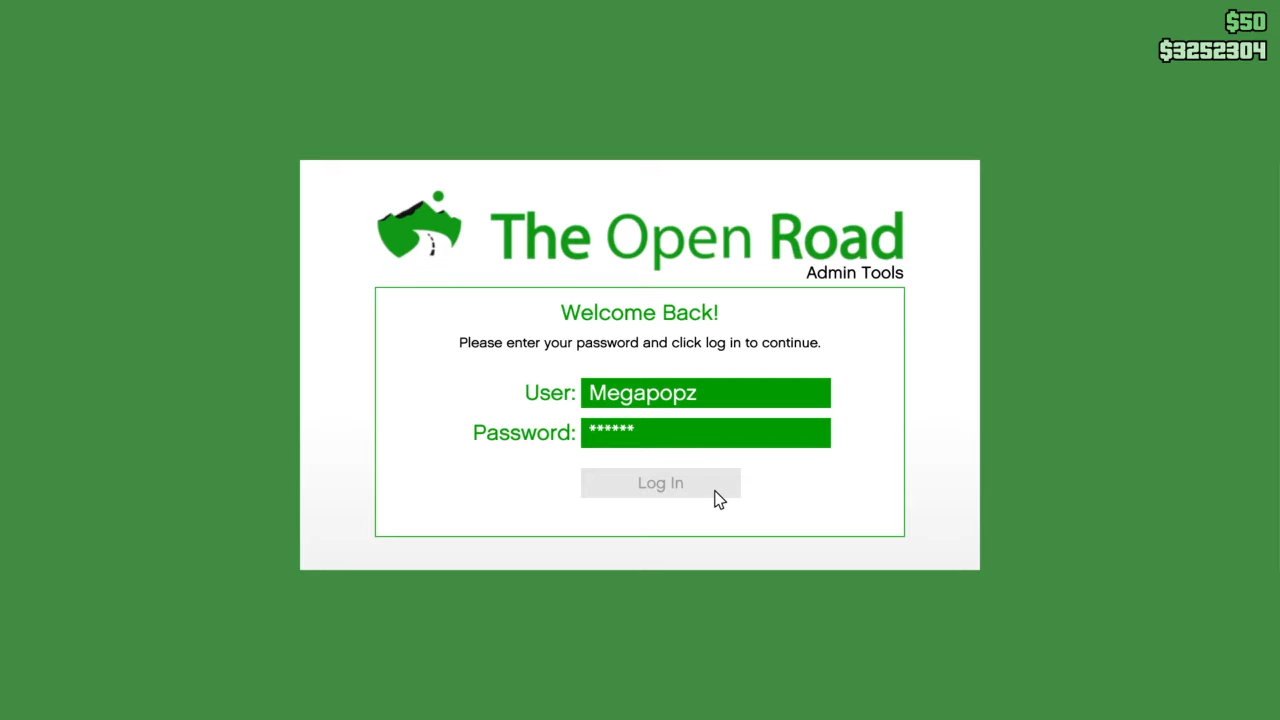 $50
$3252304
The Open Road
Admin Tools
Welcome Back!
Please enter your password and click log in to continue.
User: Megapopz
Password: ******
Log In